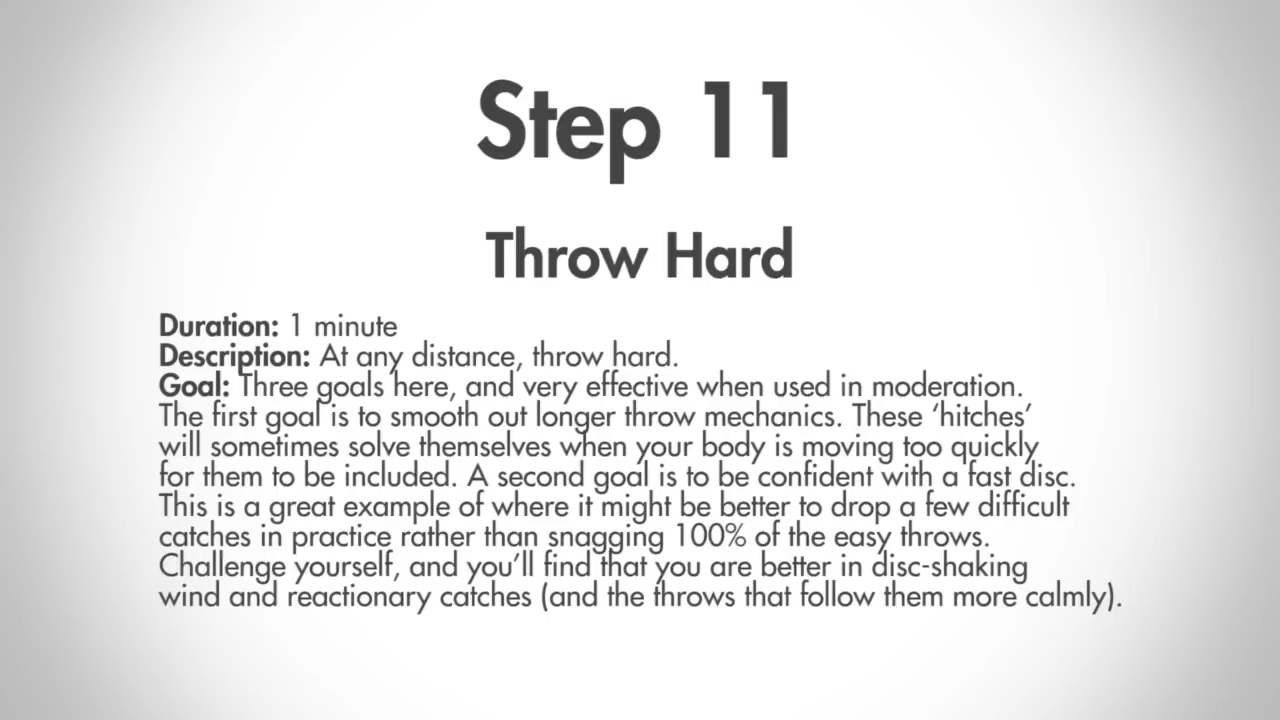 Step 11
Throw Hard
Duration: 1 minute
Description: At any distance, throw hard.
Goal: Three goals here, and very effective when used in moderation.
The first goal is to smooth out longer throw mechanics. These ‘hitches’
will sometimes solve themselves when your body is moving too quickly
for them to be included. A second goal is to be confident with a fast disc.
This is a great example of where it might be better to drop a few difficult
catches in practice rather than snagging 100% of the easy throws.
Challenge yourself, and you’ll find that you are better in disc-shaking
wind and reactionary catches (and the throws that follow them more calmly).